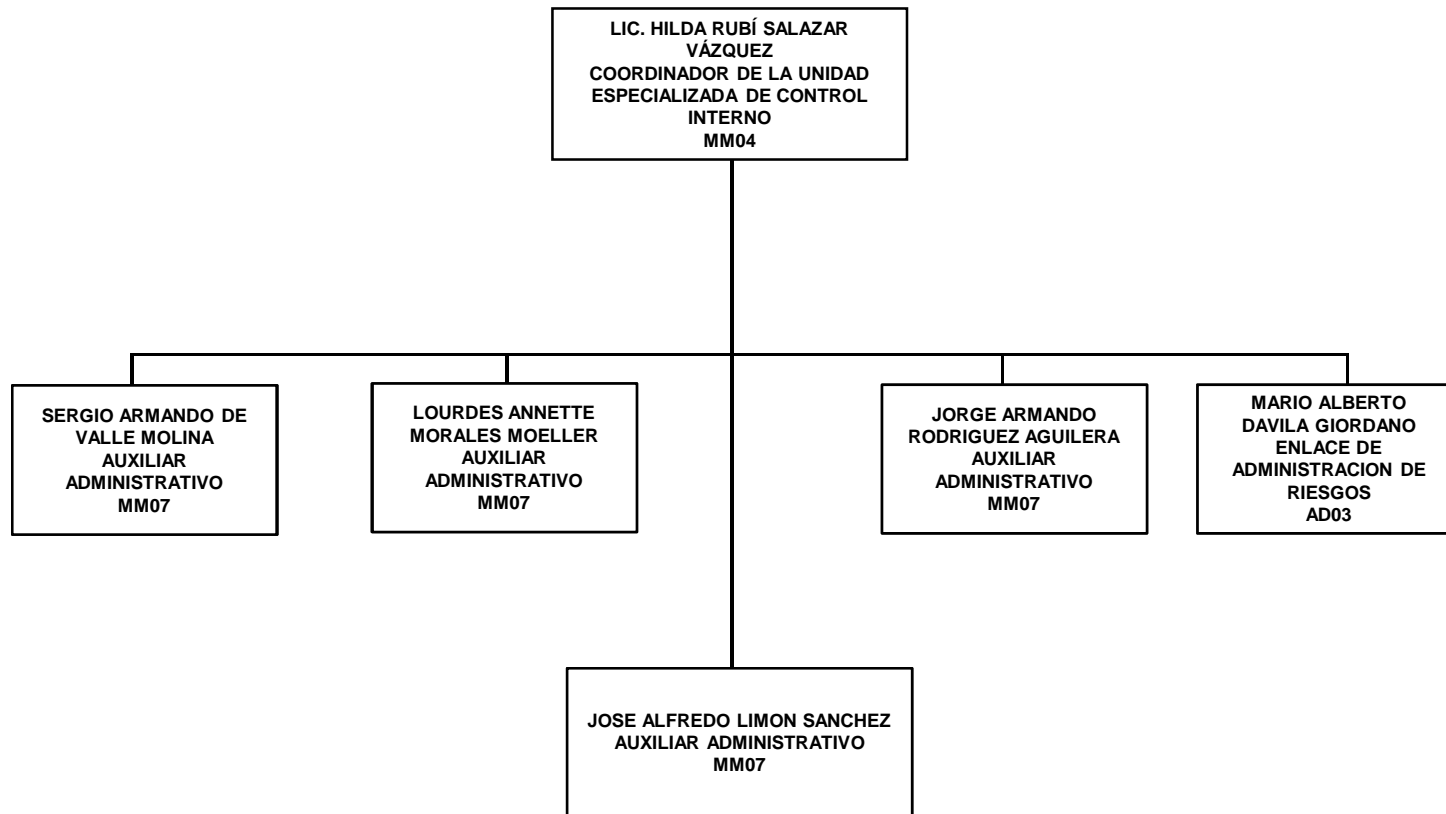 LIC. HILDA RUBÍ SALAZAR
VÁZQUEZ
COORDINADOR DE LA UNIDAD
ESPECIALIZADA DE CONTROL
INTERNO
MM04
SERGIO ARMANDO DE
VALLE MOLINA
AUXILIAR
ADMINISTRATIVO
MM07
LOURDES ANNETTE
MORALES MOELLER
AUXILIAR
ADMINISTRATIVO
MM07
JORGE ARMANDO
RODRIGUEZ AGUILERA
AUXILIAR
ADMINISTRATIVO
MM07
MARIO ALBERTO
DAVILA GIORDANO
ENLACE DE
ADMINISTRACION DE
RIESGOS
AD03
JOSE ALFREDO LIMON SANCHEZ
AUXILIAR ADMINISTRATIVO
MM07